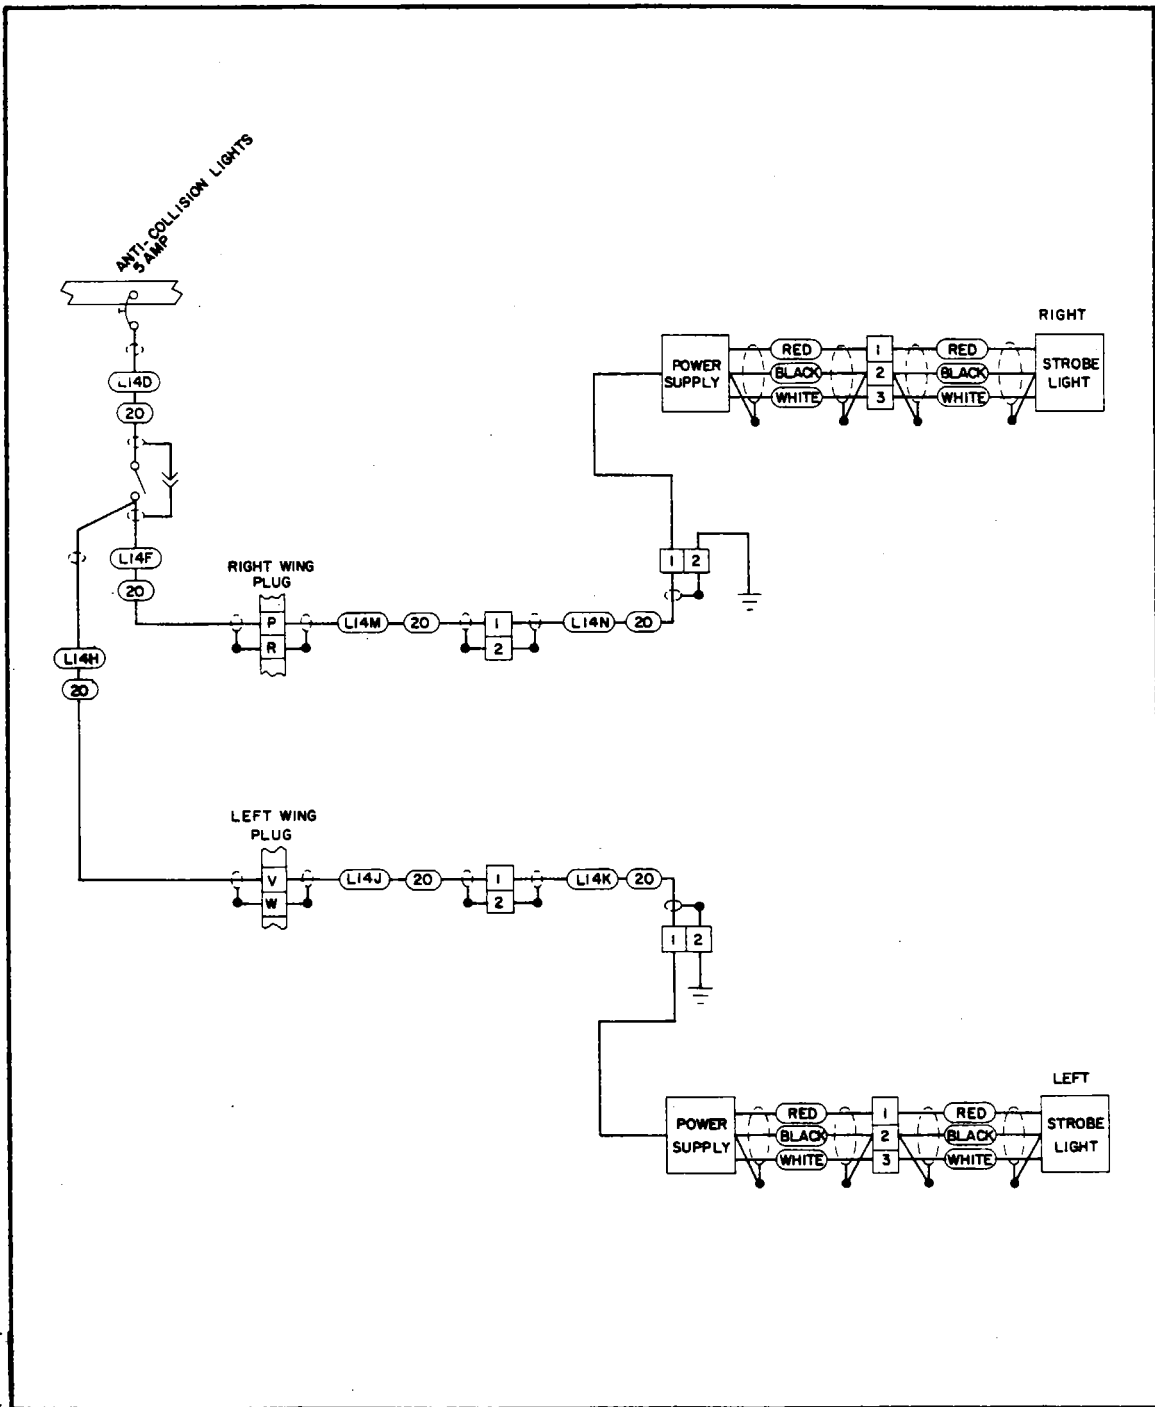 ANTI-COLLISION LIGHTS
5 AMP
L14D
20
L14F
20
L14H
20
RIGHT WING
PLUG
P
R
L14M
20
1
2
L14N
20
1 2
POWER
SUPPLY
RED
BLACK
WHITE
1
2
3
RED
BLACK
WHITE
RIGHT
STROBE
LIGHT
LEFT WING
PLUG
V
W
L14J
20
1
2
L14K
20
1 2
POWER
SUPPLY
RED
BLACK
WHITE
1
2
3
RED
BLACK
WHITE
LEFT
STROBE
LIGHT